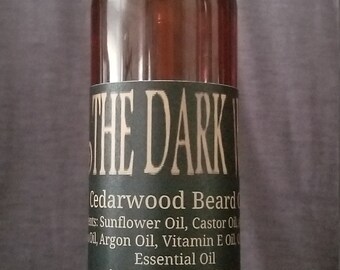 THE DARK
Cedarwood Beard
Sunflower Oil, Castor Oil,
Oil, Argon Oil, Vitamin E Oil,
Essential Oil